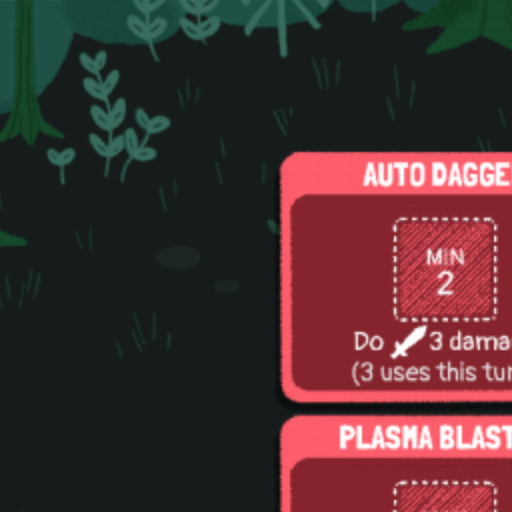 AUTO DAGGE
MIN
2
Do 3 dama
(3 uses this tur
PLASMA BLAST